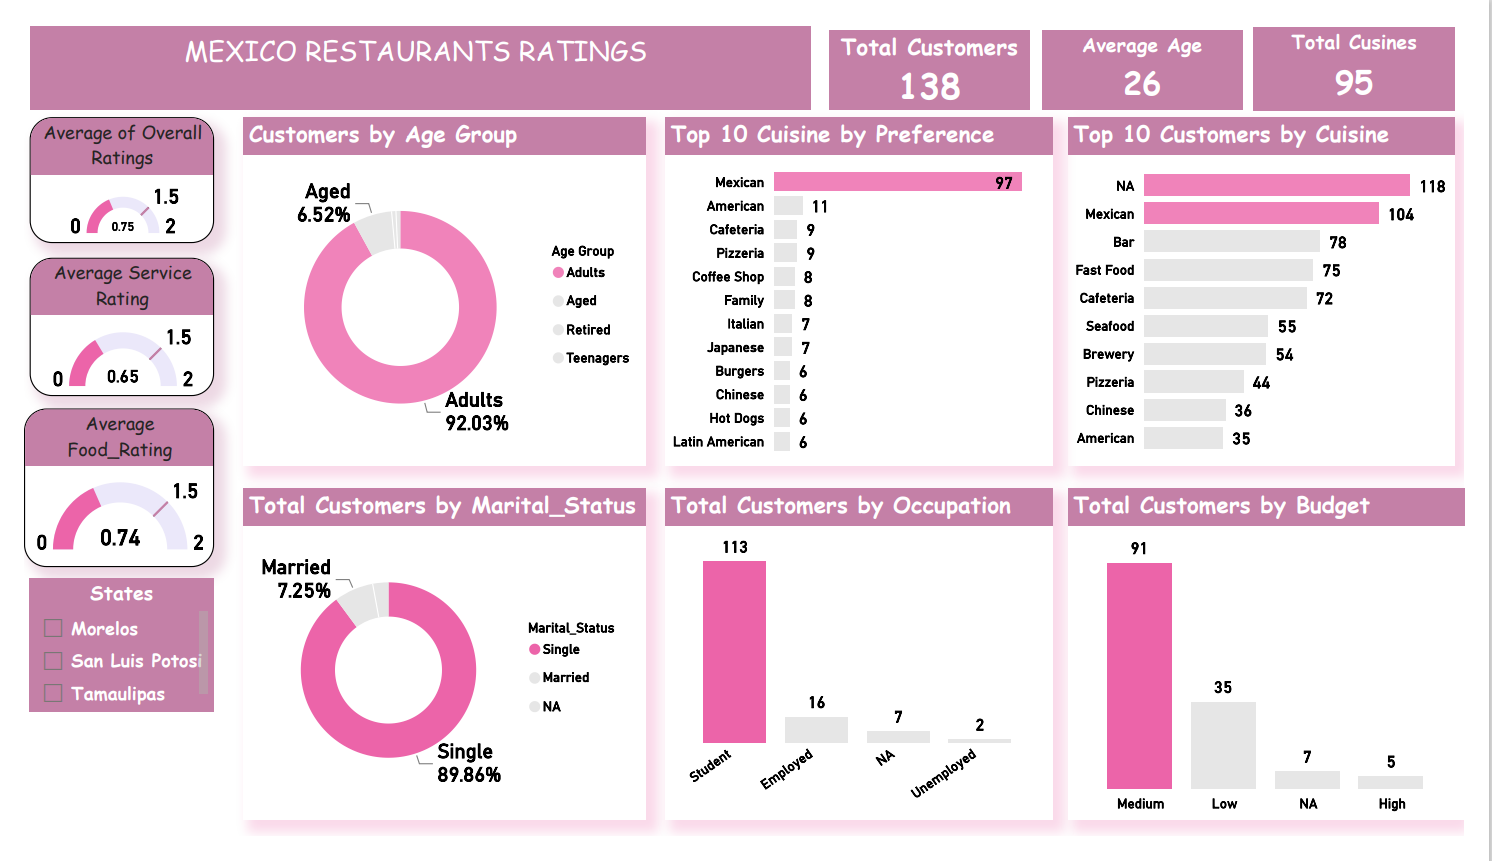 MEXICO RESTAURANTS RATINGS
Total Customers
138
Average Age
26
Total Cusines
95
Average of Overall
Ratings
1.5
0
0.75
2
Average Service
Rating
1.5
0
0.65
2
Average
Food_Rating
1.5
0
0.74
2
States
Morelos
San Luis Potosi
Tamaulipas
Customers by Age Group
Aged
6.52%
Adults
92.03%
Age Group
Adults
Aged
Retired
Teenagers
Top 10 Cuisine by Preference
Mexican 97
American 11
Cafeteria 9
Pizzeria 9
Coffee Shop 8
Family 8
Italian 7
Japanese 7
Burgers 6
Chinese 6
Hot Dogs 6
Latin American 6
Top 10 Customers by Cuisine
NA 118
Mexican 104
Bar 78
Fast Food 75
Cafeteria 72
Seafood 55
Brewery 54
Pizzeria 44
Chinese 36
American 35
Total Customers by Marital_Status
Married
7.25%
Single
89.86%
Marital_Status
Single
Married
NA
Total Customers by Occupation
113
16
7
2
Student
Employed
NA
Unemployed
Total Customers by Budget
91
35
7
5
Medium
Low
NA
High